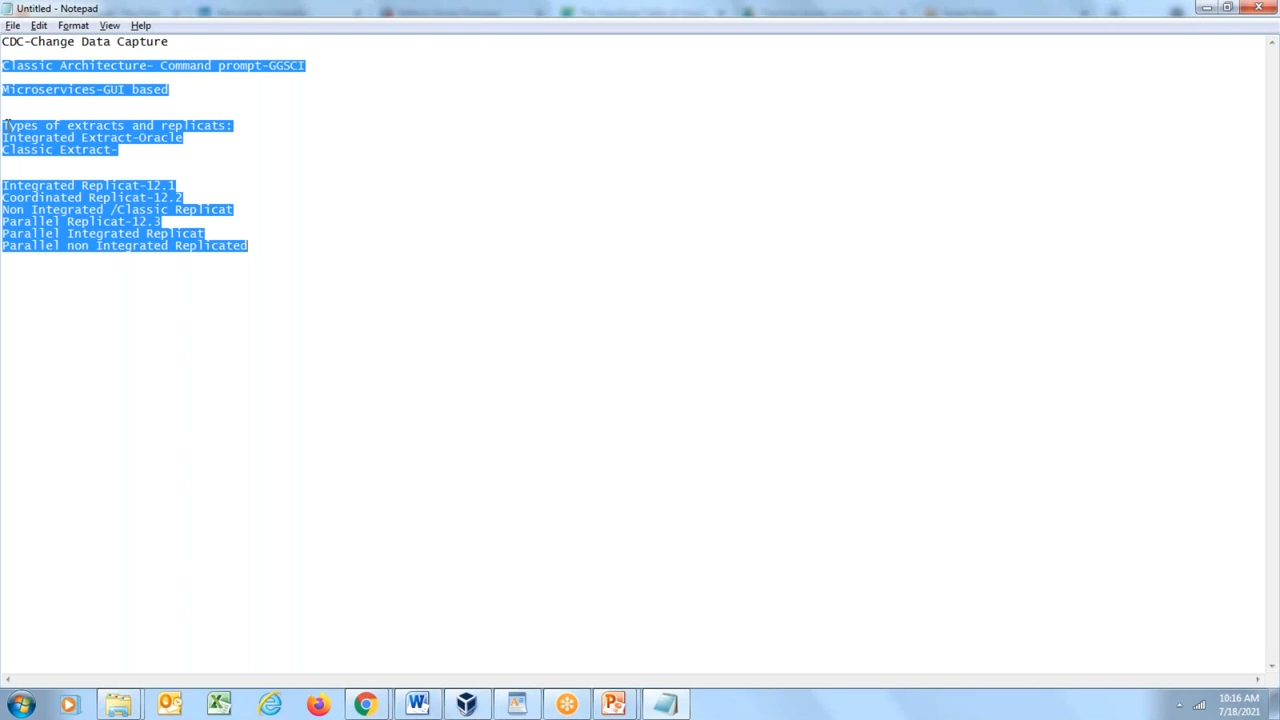 Untitled - Notepad
File Edit Format View Help
CDC-Change Data Capture
Classic Architecture- Command prompt-GGSCI
Microservices-GUI based
Types of extracts and replicats:
Integrated Extract-Oracle
Classic Extract-
Integrated Replicat-12.1
Coordinated Replicat-12.2
Non Integrated /Classic Replicat
Parallel Replicat-12.3
Parallel Integrated Replicat
Parallel non Integrated Replicated
10:16 AM
7/18/2021